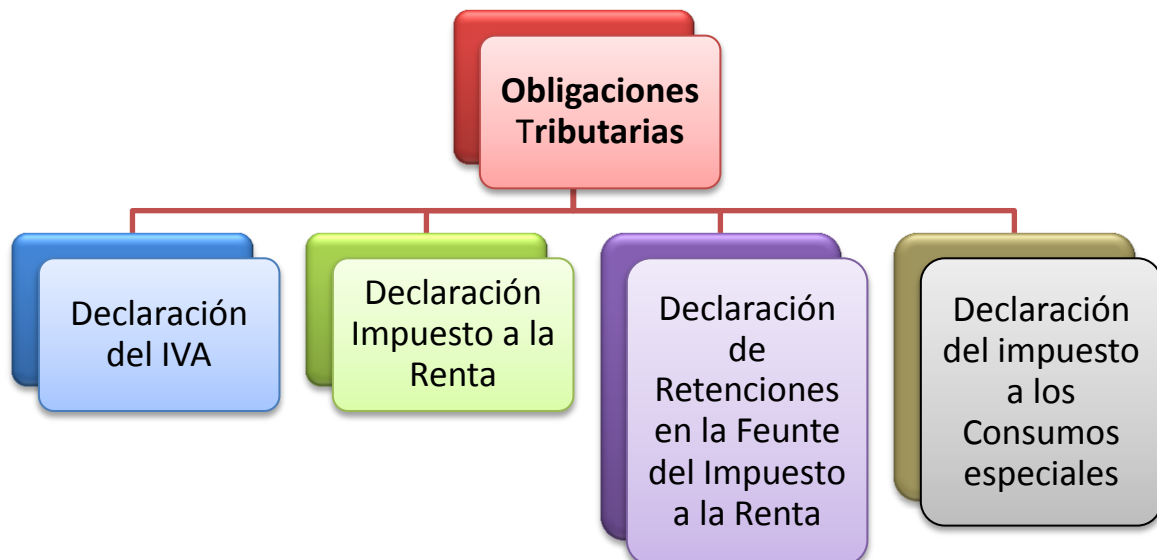 Obligaciones
Tributarias
Declaración
del IVA
Declaración
Impuesto a la
Renta
Declaración
de
Retenciones
en la Feunte
del Impuesto
a la Renta
Declaración
del impuesto
a los
Consumos
especiales